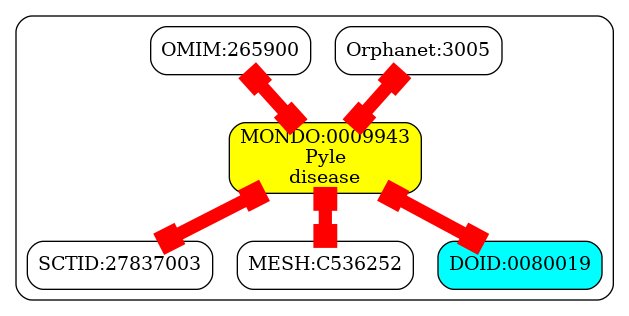 OMIM:265900
Orphanet:3005
MONDO:0009943
Pyle
disease
SCTID:27837003
MESH:C536252
DOID:0080019